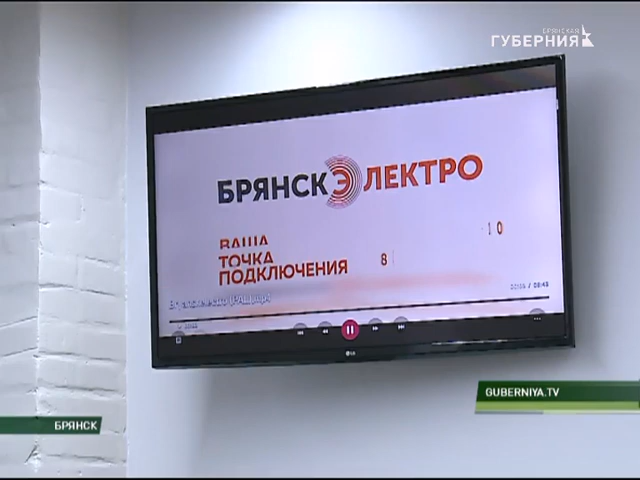 БРЯНСКАЯ
ГУБЕРНИЯ
БРЯНСКЭЛЕКТРО
ВАША
ТОЧКА
ПОДКЛЮЧЕНИЯ
8
10
LG
GUBERNIYA.TV
БРЯНСК